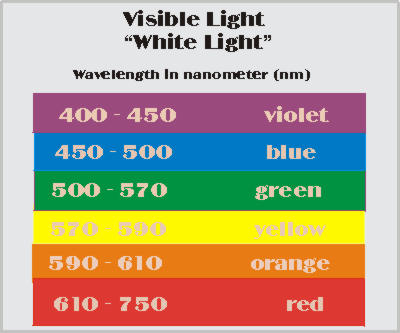 Visible Light
“White Light”
Wavelength in nanometer (nm)
400 - 450 violet
450 - 500 blue
500 - 570 green
570 - 590 yellow
590 - 610 orange
610 - 750 red